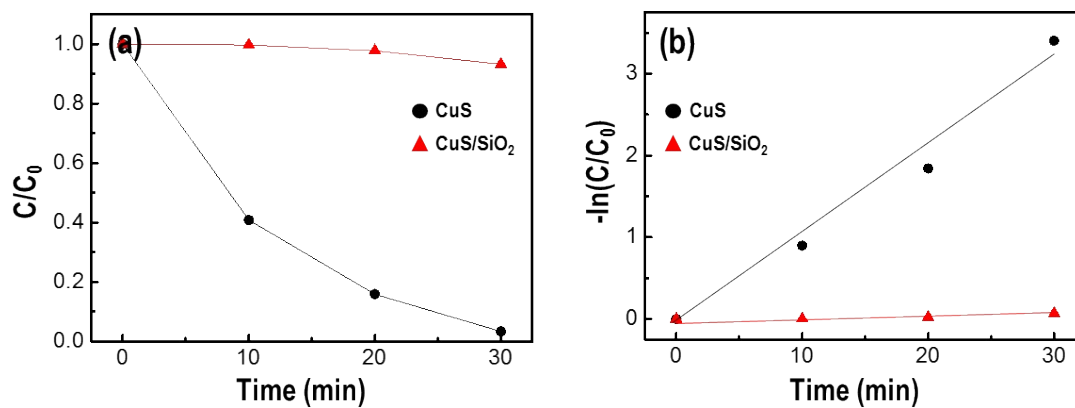 (a)
1.0
0.8
0.6
0.4
0.2
0.0
C/C₀
CuS
CuS/SiO₂
0 10 20 30
Time (min)
(b)
3
2
1
0
-ln(C/C₀)
CuS
CuS/SiO₂
0 10 20 30
Time (min)